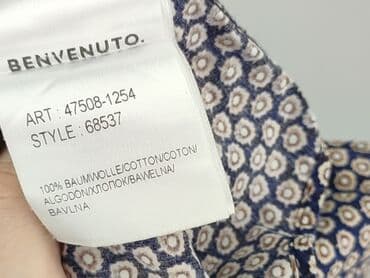 BENVENUTO.
ART : 47508-1254
STYLE : 68537
100% BAUMWOLLE/COTTON/COTON/
ALGODÓN/ХЛОПОК/BAWEŁNA/
BAVLNA